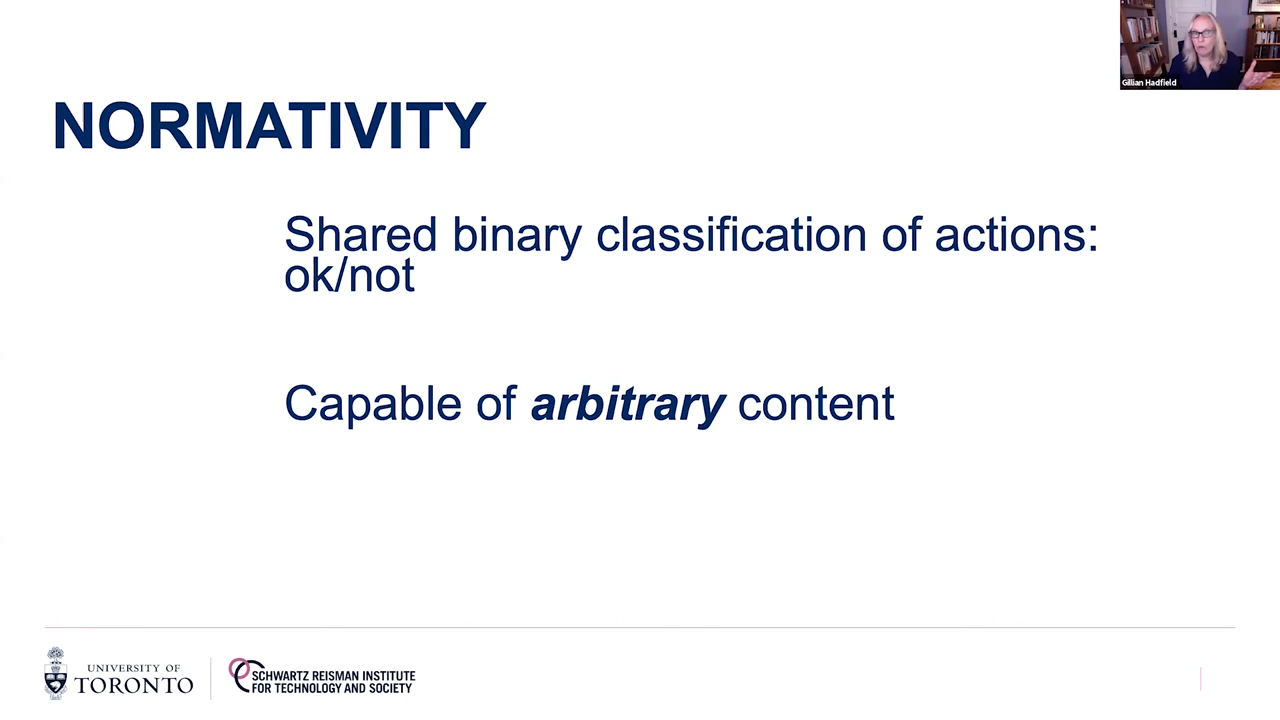 Gillian Hadfield
NORMATIVITY
Shared binary classification of actions:
ok/not
Capable of arbitrary content
UNIVERSITY OF
TORONTO
SCHWARTZ REISMAN INSTITUTE
FOR TECHNOLOGY AND SOCIETY